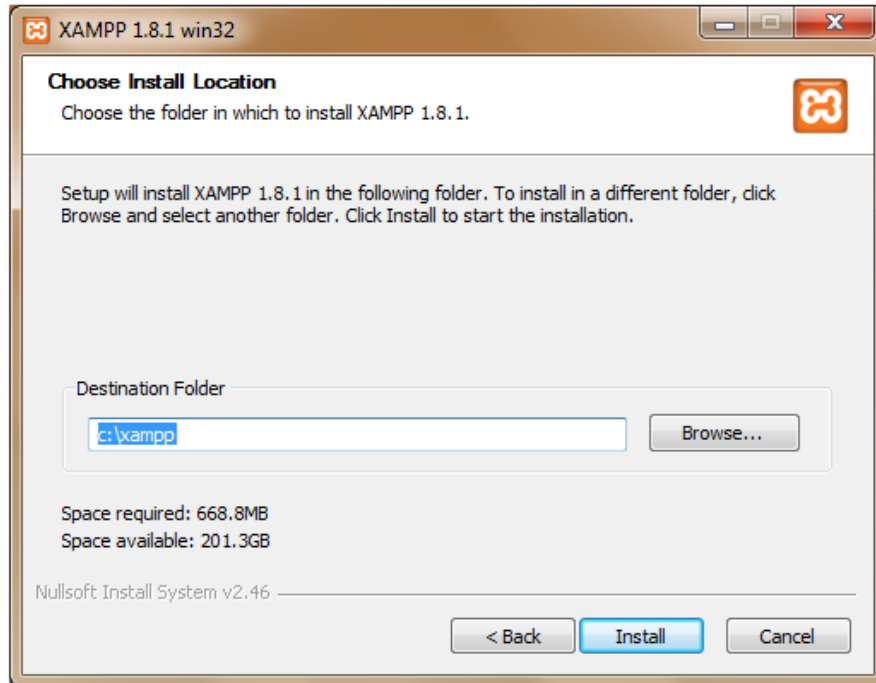 XAMPP 1.8.1 win32
Choose Install Location
Choose the folder in which to install XAMPP 1.8.1.
Setup will install XAMPP 1.8.1 in the following folder. To install in a different folder, click
Browse and select another folder. Click Install to start the installation.
Destination Folder
c:\xampp
Browse...
Space required: 668.8MB
Space available: 201.3GB
Nullsoft Install System v2.46
< Back
Install
Cancel